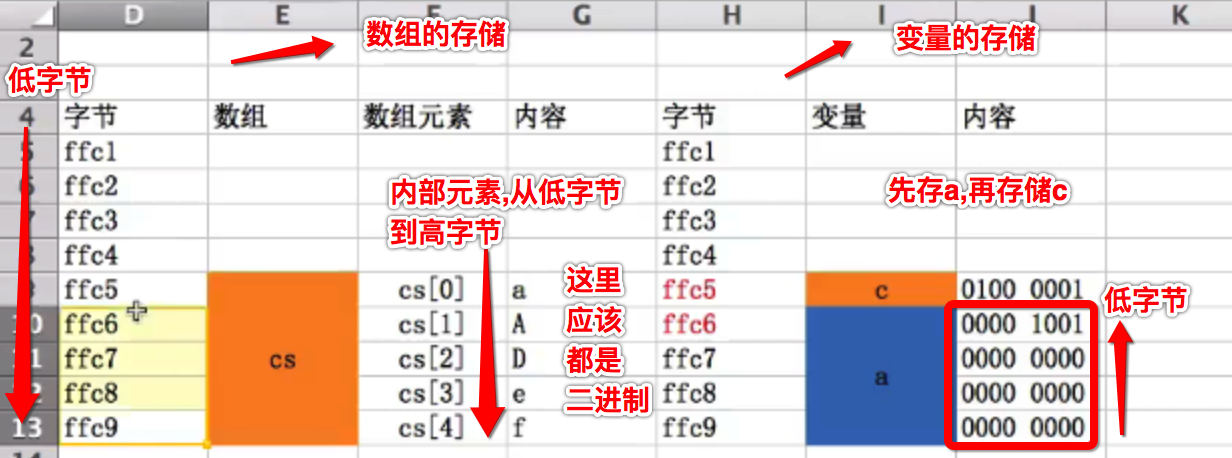 D E F G H I J K
2 数组的存储 变量的存储
低字节
4 字节 数组 数组元素 内容 字节 变量 内容
5 ffc1 ffc1
6 ffc2 内部元素,从低字节 ffc2 先存a,再存储c
7 ffc3 到高字节 ffc3
8 ffc4 ffc4
9 ffc5 cs[0] a 这里 ffc5 c 0100 0001 低字节
10 ffc6 cs[1] A 应该 ffc6 0000 1001
11 ffc7 cs cs[2] D 都是 ffc7 a 0000 0000
12 ffc8 cs[3] e 二进制 ffc8 0000 0000
13 ffc9 cs[4] f ffc9 0000 0000